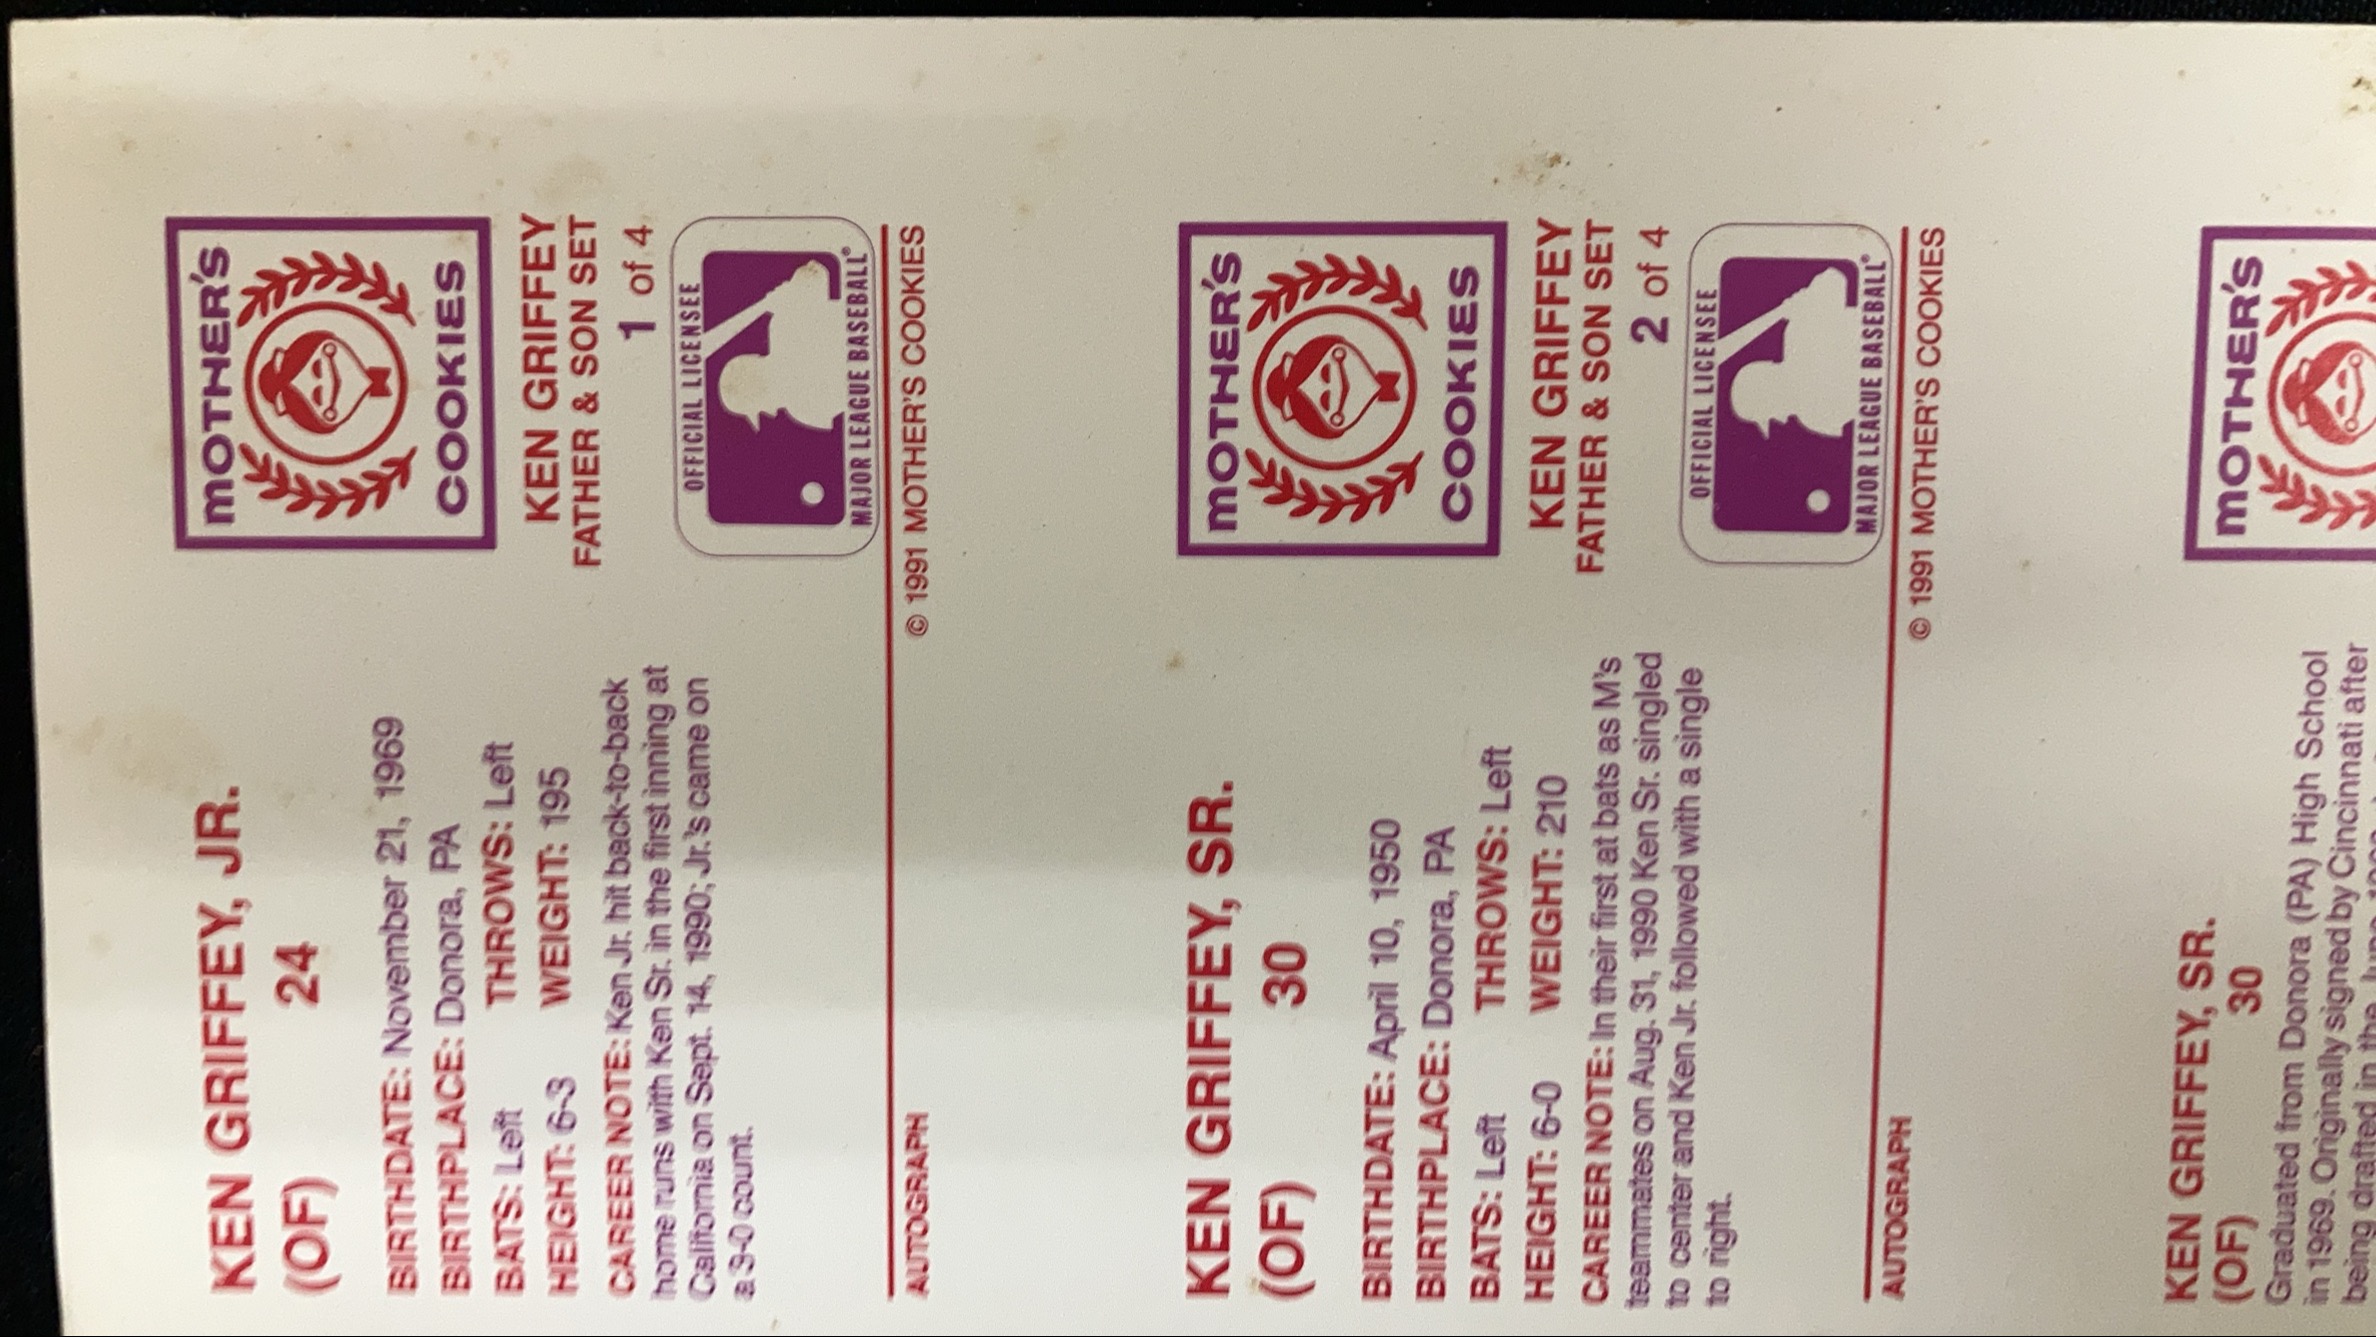 KEN GRIFFEY, JR.
(OF) 24
BIRTHDATE: November 21, 1969
BIRTHPLACE: Donora, PA
BATS: Left THROWS: Left
HEIGHT: 6-3 WEIGHT: 195
CAREER NOTE: Ken Jr. hit back-to-back
home runs with Ken Sr. in the first inning at
California on Sept. 14, 1990; Jr.'s came on
a 3-0 count.
MOTHER'S
COOKIES
KEN GRIFFEY
FATHER & SON SET
1 of 4
OFFICIAL LICENSEE
MAJOR LEAGUE BASEBALL®
AUTOGRAPH © 1991 MOTHER'S COOKIES
KEN GRIFFEY, SR.
(OF) 30
BIRTHDATE: April 10, 1950
BIRTHPLACE: Donora, PA
BATS: Left THROWS: Left
HEIGHT: 6-0 WEIGHT: 210
CAREER NOTE: In their first at bats as M's
teammates on Aug. 31, 1990 Ken Sr. singled
to center and Ken Jr. followed with a single
to right.
MOTHER'S
COOKIES
KEN GRIFFEY
FATHER & SON SET
2 of 4
OFFICIAL LICENSEE
MAJOR LEAGUE BASEBALL®
AUTOGRAPH © 1991 MOTHER'S COOKIES
KEN GRIFFEY, SR.
(OF) 30
Graduated from Donora (PA) High School
in 1969. Originally signed by Cincinnati after
being drafted in the
MOTHER'S